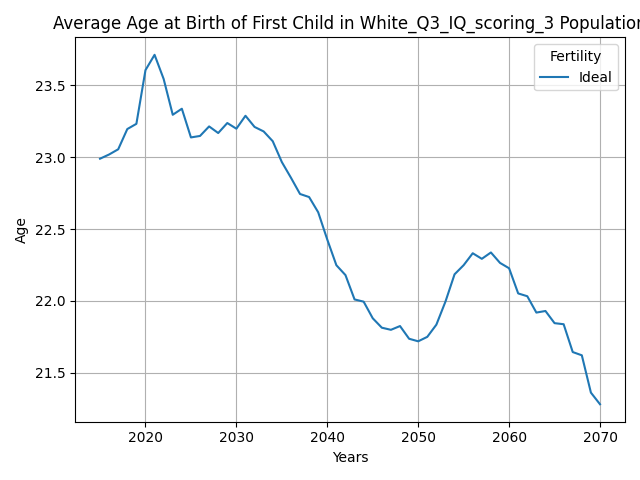 Average Age at Birth of First Child in White_Q3_IQ_scoring_3 Population
Fertility
Ideal
23.5
23.0
22.5
22.0
21.5
Age
2020 2030 2040 2050 2060 2070
Years